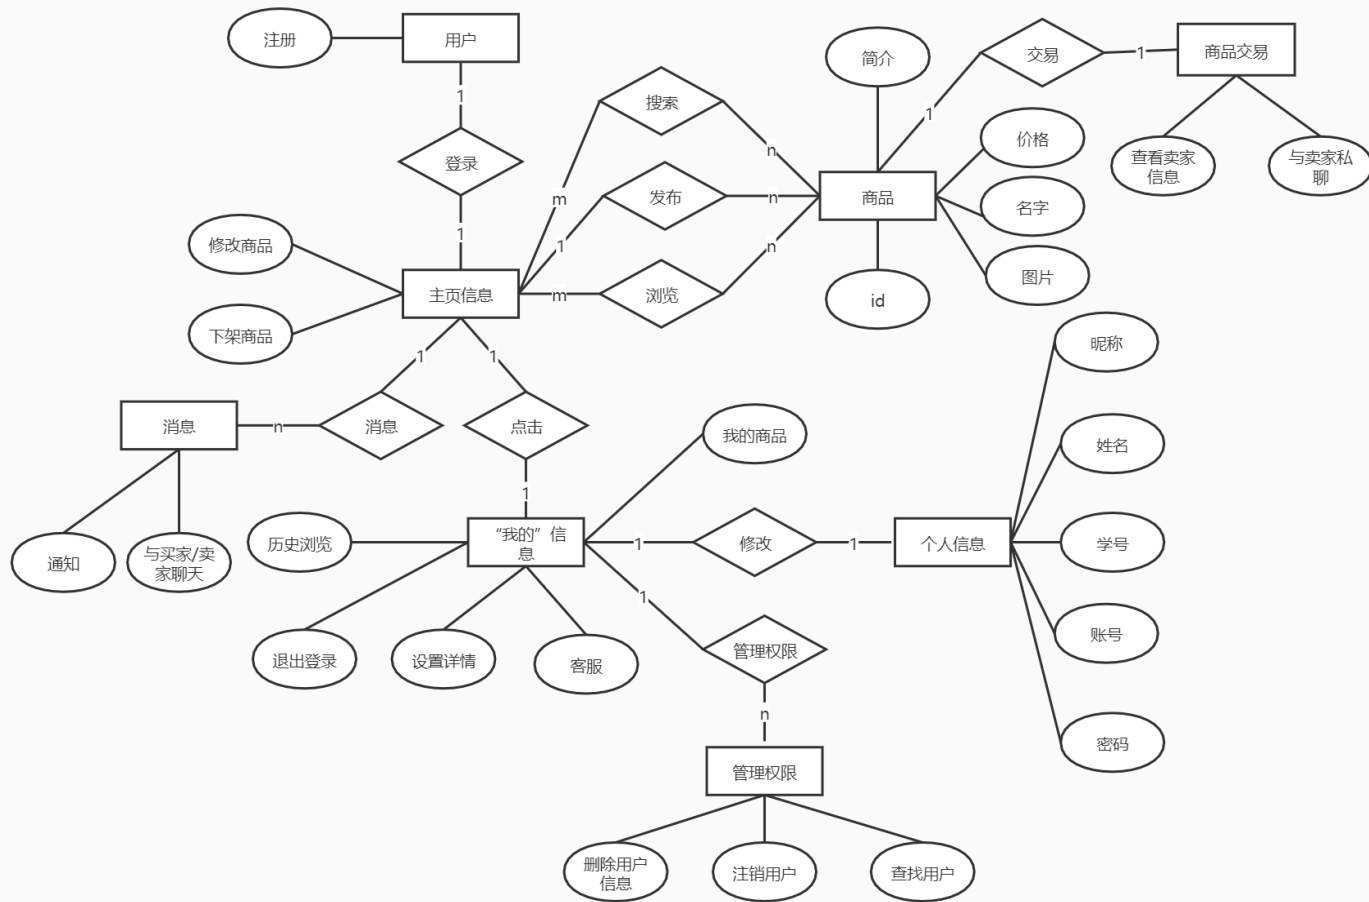 注册
用户
1
登录
1
修改商品
下架商品
主页信息
搜索
m
n
发布
1
n
浏览
m
n
简介
商品
id
价格
名字
图片
交易
1
1
商品交易
查看卖家
信息
与卖家私
聊
1
消息
n
消息
通知
与买家/卖
家聊天
1
点击
1
“我的”信
息
历史浏览
退出登录
设置详情
客服
我的商品
1
修改
1
个人信息
昵称
姓名
学号
账号
密码
1
管理权限
n
管理权限
删除用户
信息
注销用户
查找用户